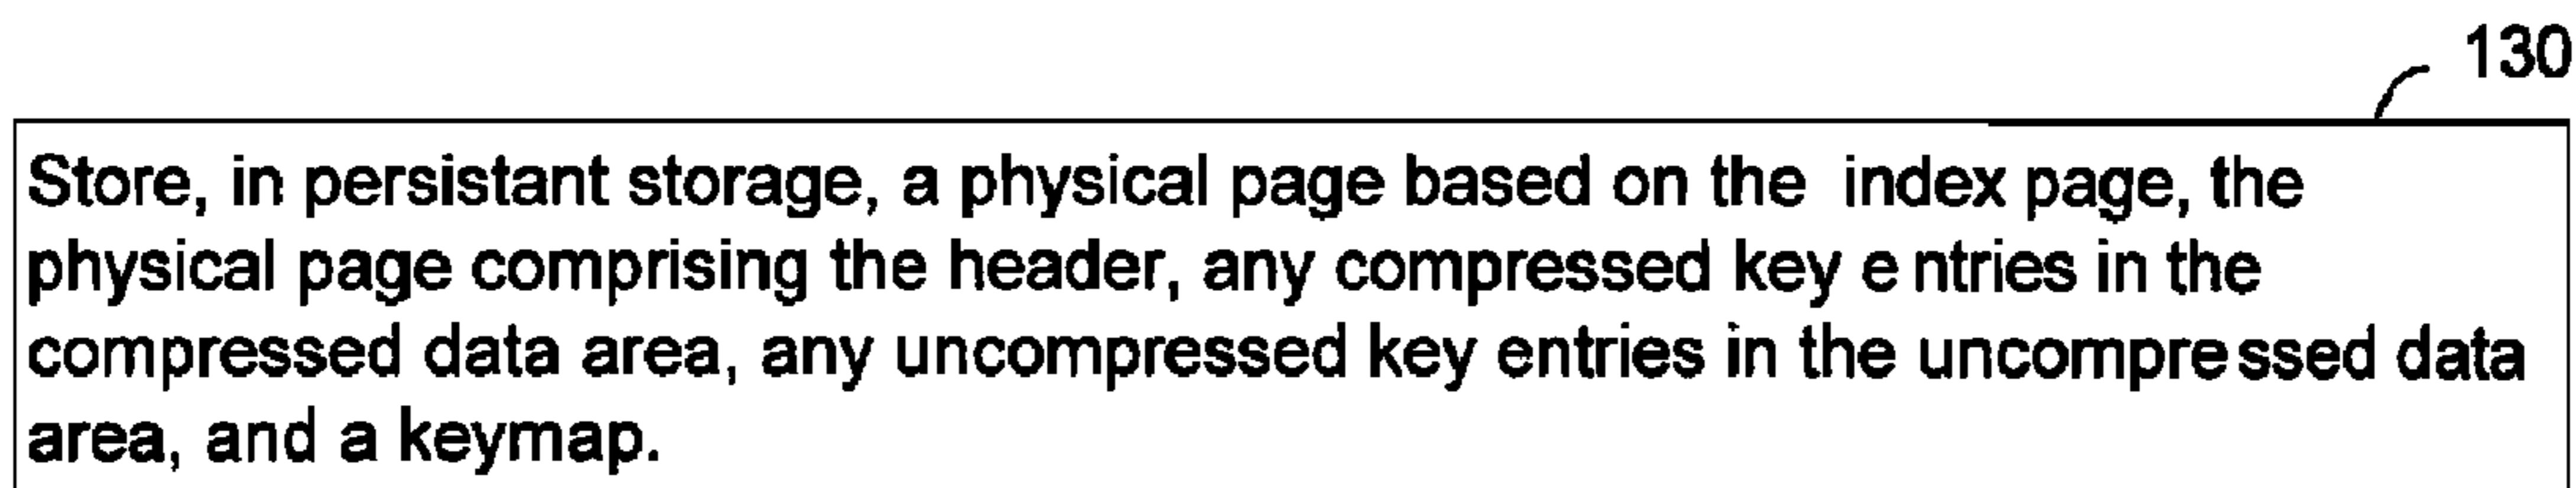 130
Store, in persistant storage, a physical page based on the index page, the
physical page comprising the header, any compressed key e ntries in the
compressed data area, any uncompressed key entries in the uncompre ssed data
area, and a keymap.